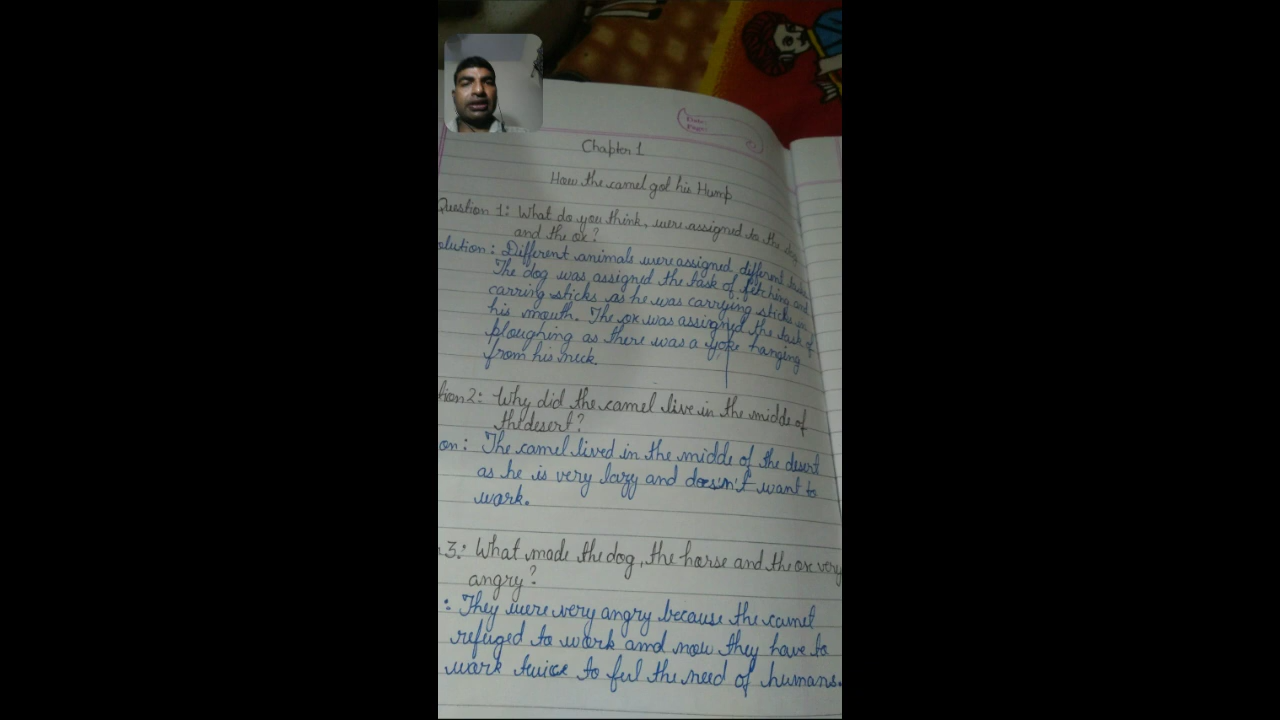 Chapter 1
How the camel got his Hump
Question 1: What do you think, were assigned to the dog
and the ox?
olution: Different animals were assigned different tasks.
The dog was assigned the task of fetching and
carring sticks as he was carrying sticks in
his mouth. The ox was assigned the task of
ploughing as there was a yoke hanging
from his neck.
tion 2: Why did the camel live in the midde of
the desert?
on: The camel lived in the midde of the desert
as he is very lazy and doesn't want to
work.
3: What made the dog, the horse and the ox very
angry?
: They were very angry because the camel
refuged to work and now they have to
work twice to ful the need of humans.